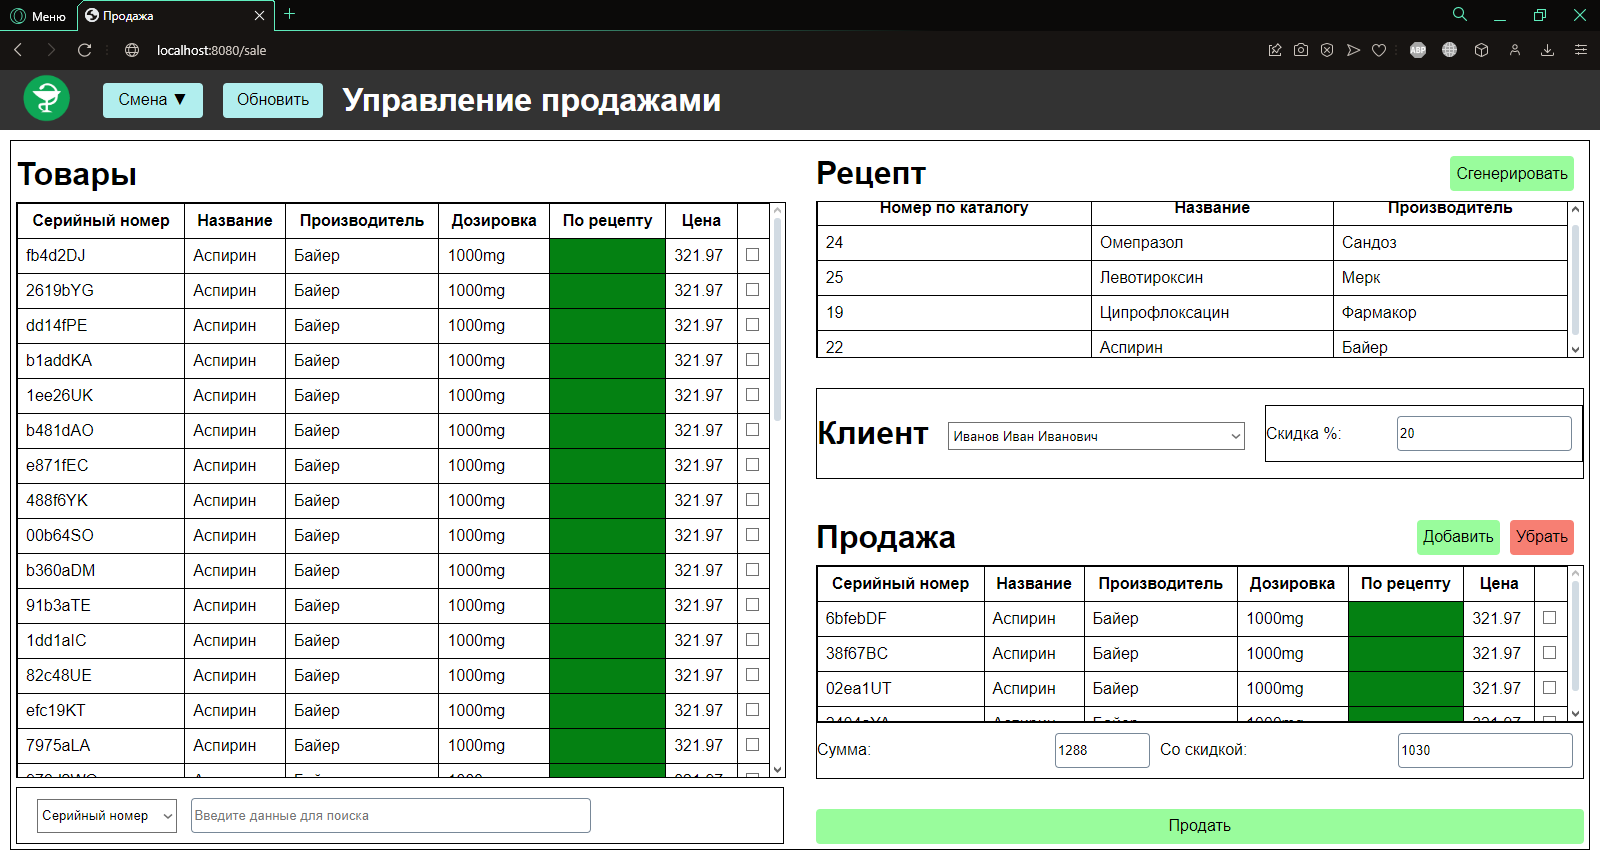 Меню
Продажа
localhost:8080/sale
ABP
Смена ▼
Обновить
Управление продажами
Товары
Серийный номер Название Производитель Дозировка По рецепту Цена
fb4d2DJ Аспирин Байер 1000mg 321.97
2619bYG Аспирин Байер 1000mg 321.97
dd14fPE Аспирин Байер 1000mg 321.97
b1addKA Аспирин Байер 1000mg 321.97
1ee26UK Аспирин Байер 1000mg 321.97
b481dAO Аспирин Байер 1000mg 321.97
e871fEC Аспирин Байер 1000mg 321.97
488f6YK Аспирин Байер 1000mg 321.97
00b64SO Аспирин Байер 1000mg 321.97
b360aDM Аспирин Байер 1000mg 321.97
91b3aTE Аспирин Байер 1000mg 321.97
1dd1aIC Аспирин Байер 1000mg 321.97
82c48UE Аспирин Байер 1000mg 321.97
efc19KT Аспирин Байер 1000mg 321.97
7975aLA Аспирин Байер 1000mg 321.97
Серийный номер
Введите данные для поиска
Рецепт
Сгенерировать
Номер по каталогу Название Производитель
24 Омепразол Сандоз
25 Левотироксин Мерк
19 Ципрофлоксацин Фармакор
22 Аспирин Байер
Клиент
Иванов Иван Иванович
Скидка %:
20
Продажа
Добавить
Убрать
Серийный номер Название Производитель Дозировка По рецепту Цена
6bfebDF Аспирин Байер 1000mg 321.97
38f67BC Аспирин Байер 1000mg 321.97
02ea1UT Аспирин Байер 1000mg 321.97
Сумма:
1288
Со скидкой:
1030
Продать